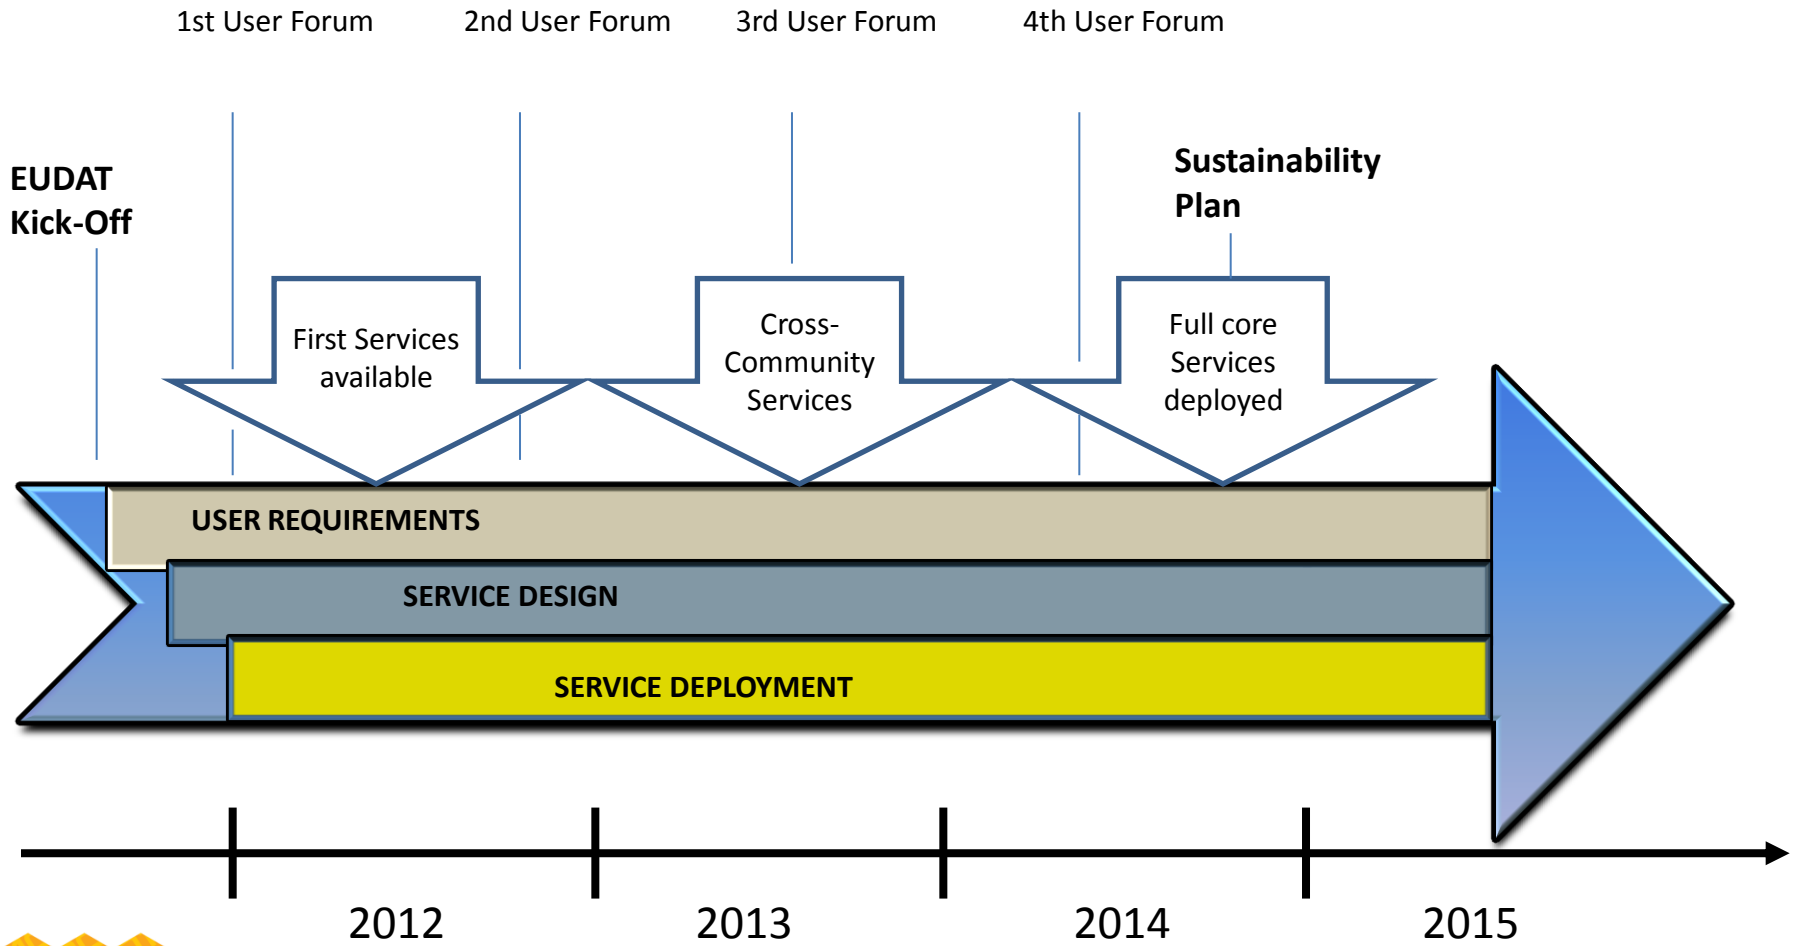 1st User Forum
2nd User Forum
3rd User Forum
4th User Forum
EUDAT
Kick-Off
Sustainability
Plan
First Services
available
Cross-
Community
Services
Full core
Services
deployed
USER REQUIREMENTS
SERVICE DESIGN
SERVICE DEPLOYMENT
2012
2013
2014
2015